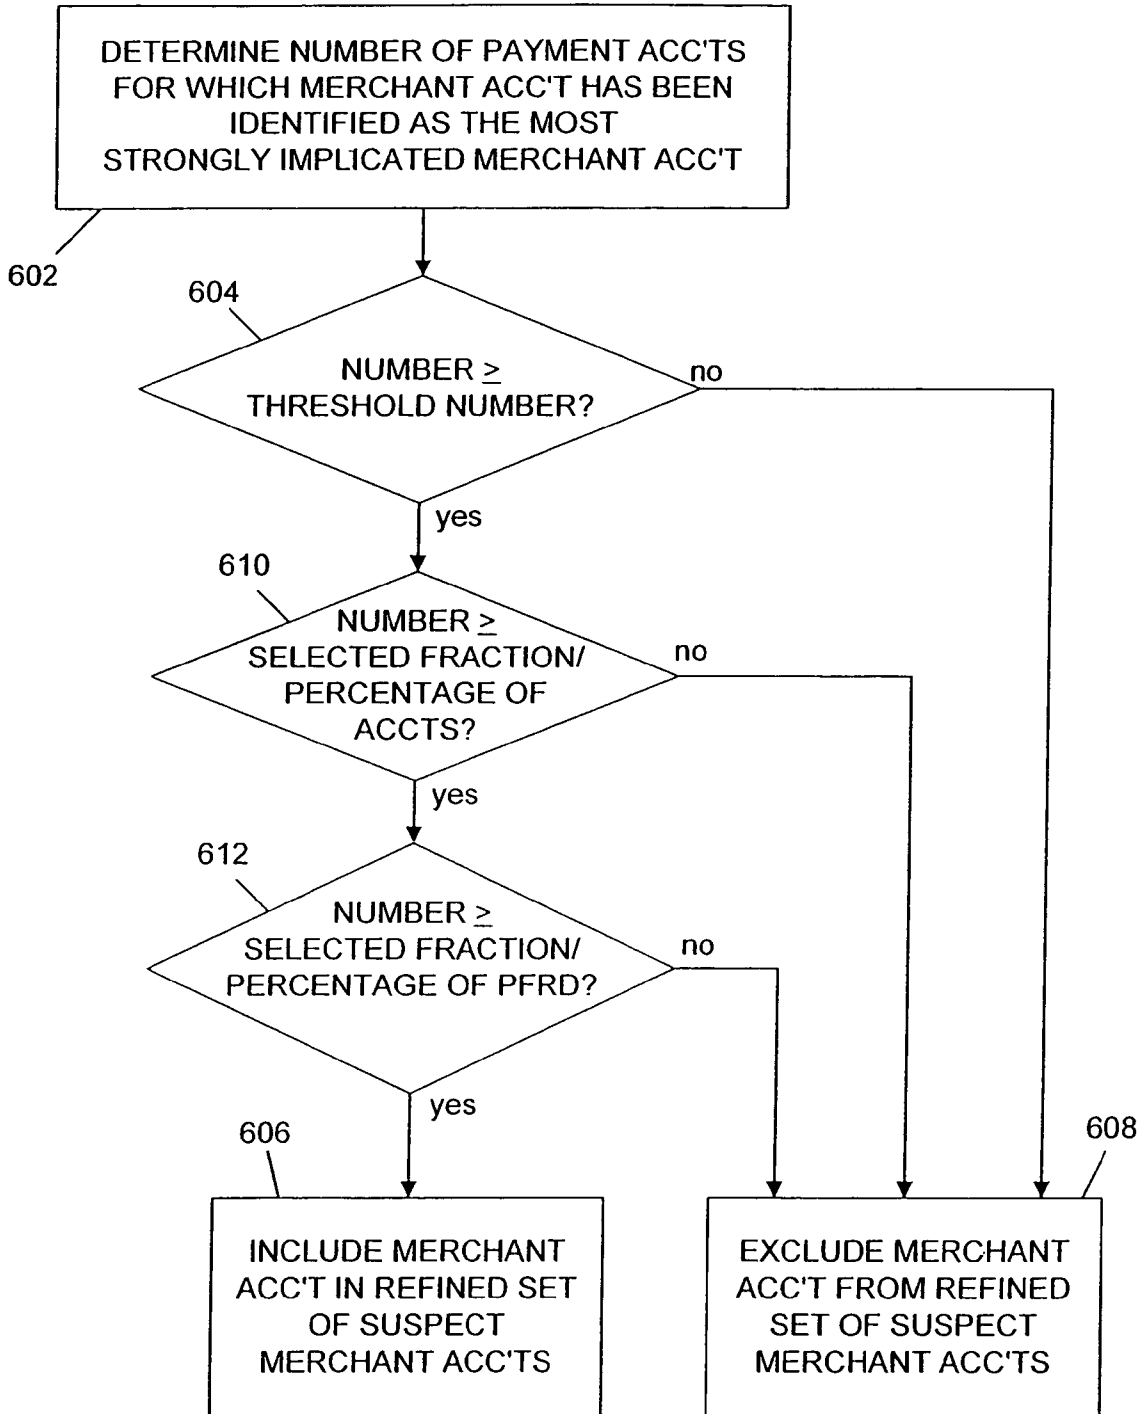 DETERMINE NUMBER OF PAYMENT ACC'TS
FOR WHICH MERCHANT ACC'T HAS BEEN
IDENTIFIED AS THE MOST
STRONGLY IMPLICATED MERCHANT ACC'T
602
604
NUMBER ≥
THRESHOLD NUMBER?
no
yes
610
NUMBER ≥
SELECTED FRACTION/
PERCENTAGE OF
ACCTS?
no
yes
612
NUMBER ≥
SELECTED FRACTION/
PERCENTAGE OF PFRD?
no
yes
606
608
INCLUDE MERCHANT
ACC'T IN REFINED SET
OF SUSPECT
MERCHANT ACC'TS
EXCLUDE MERCHANT
ACC'T FROM REFINED
SET OF SUSPECT
MERCHANT ACC'TS